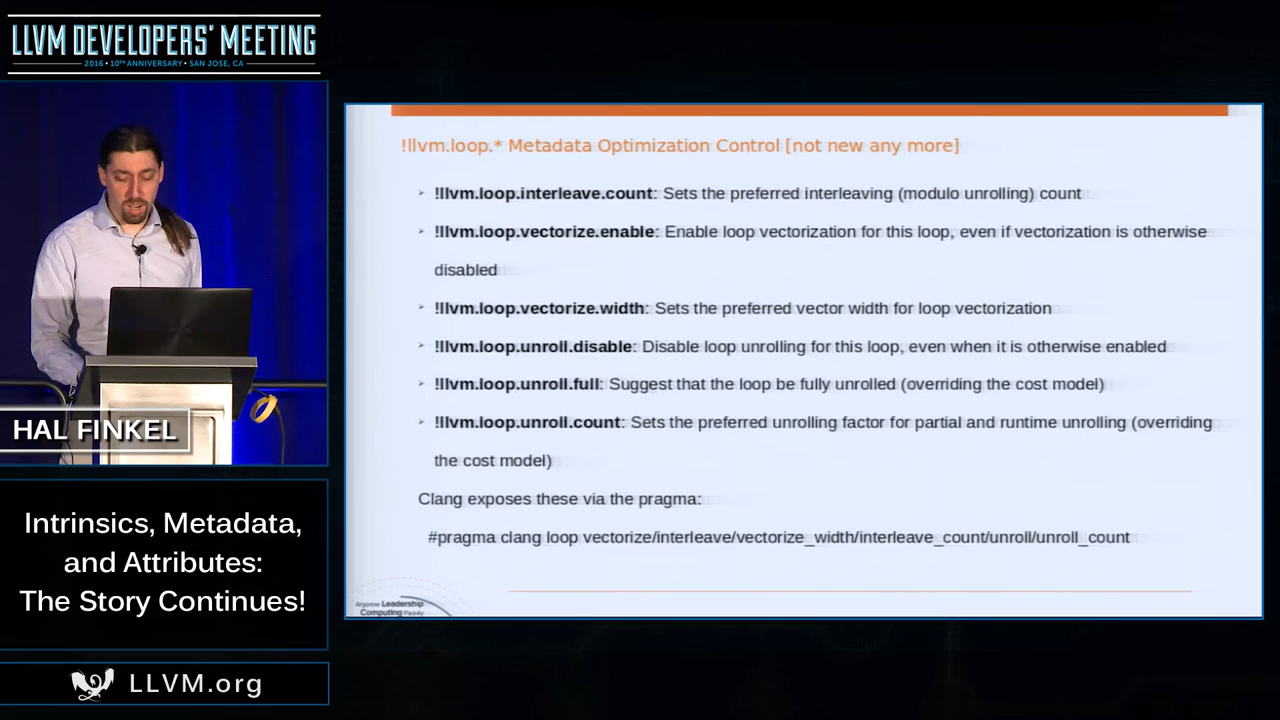 LLVM DEVELOPERS' MEETING
2016 • 10TH ANNIVERSARY • SAN JOSE, CA
!llvm.loop.* Metadata Optimization Control [not new any more]
!llvm.loop.interleave.count: Sets the preferred interleaving (modulo unrolling) count
!llvm.loop.vectorize.enable: Enable loop vectorization for this loop, even if vectorization is otherwise
disabled
!llvm.loop.vectorize.width: Sets the preferred vector width for loop vectorization
!llvm.loop.unroll.disable: Disable loop unrolling for this loop, even when it is otherwise enabled
!llvm.loop.unroll.full: Suggest that the loop be fully unrolled (overriding the cost model)
!llvm.loop.unroll.count: Sets the preferred unrolling factor for partial and runtime unrolling (overriding
the cost model)
Clang exposes these via the pragma:
#pragma clang loop vectorize/interleave/vectorize_width/interleave_count/unroll/unroll_count
Argonne Leadership
Computing Facility
HAL FINKEL
Intrinsics, Metadata,
and Attributes:
The Story Continues!
LLVM.org